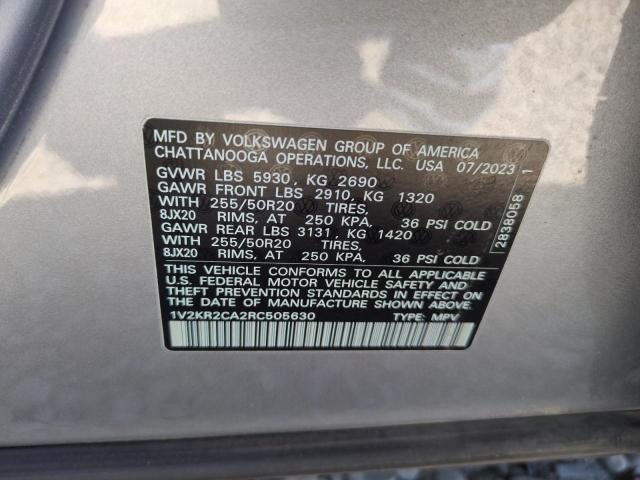 MFD BY VOLKSWAGEN GROUP OF AMERICA
CHATTANOOGA OPERATIONS, LLC. USA 07/2023
GVWR LBS 5930, KG 2690
GAWR FRONT LBS 2910, KG 1320
WITH 255/50R20 TIRES,
8JX20 RIMS, AT 250 KPA, 36 PSI COLD
GAWR REAR LBS 3131, KG 1420
WITH 255/50R20 TIRES,
8JX20 RIMS, AT 250 KPA, 36 PSI COLD
THIS VEHICLE CONFORMS TO ALL APPLICABLE
U.S. FEDERAL MOTOR VEHICLE SAFETY AND
THEFT PREVENTION STANDARDS IN EFFECT ON
THE DATE OF MANUFACTURE SHOWN ABOVE.
1V2KR2CA2RC505630 TYPE: MPV
2838058 1